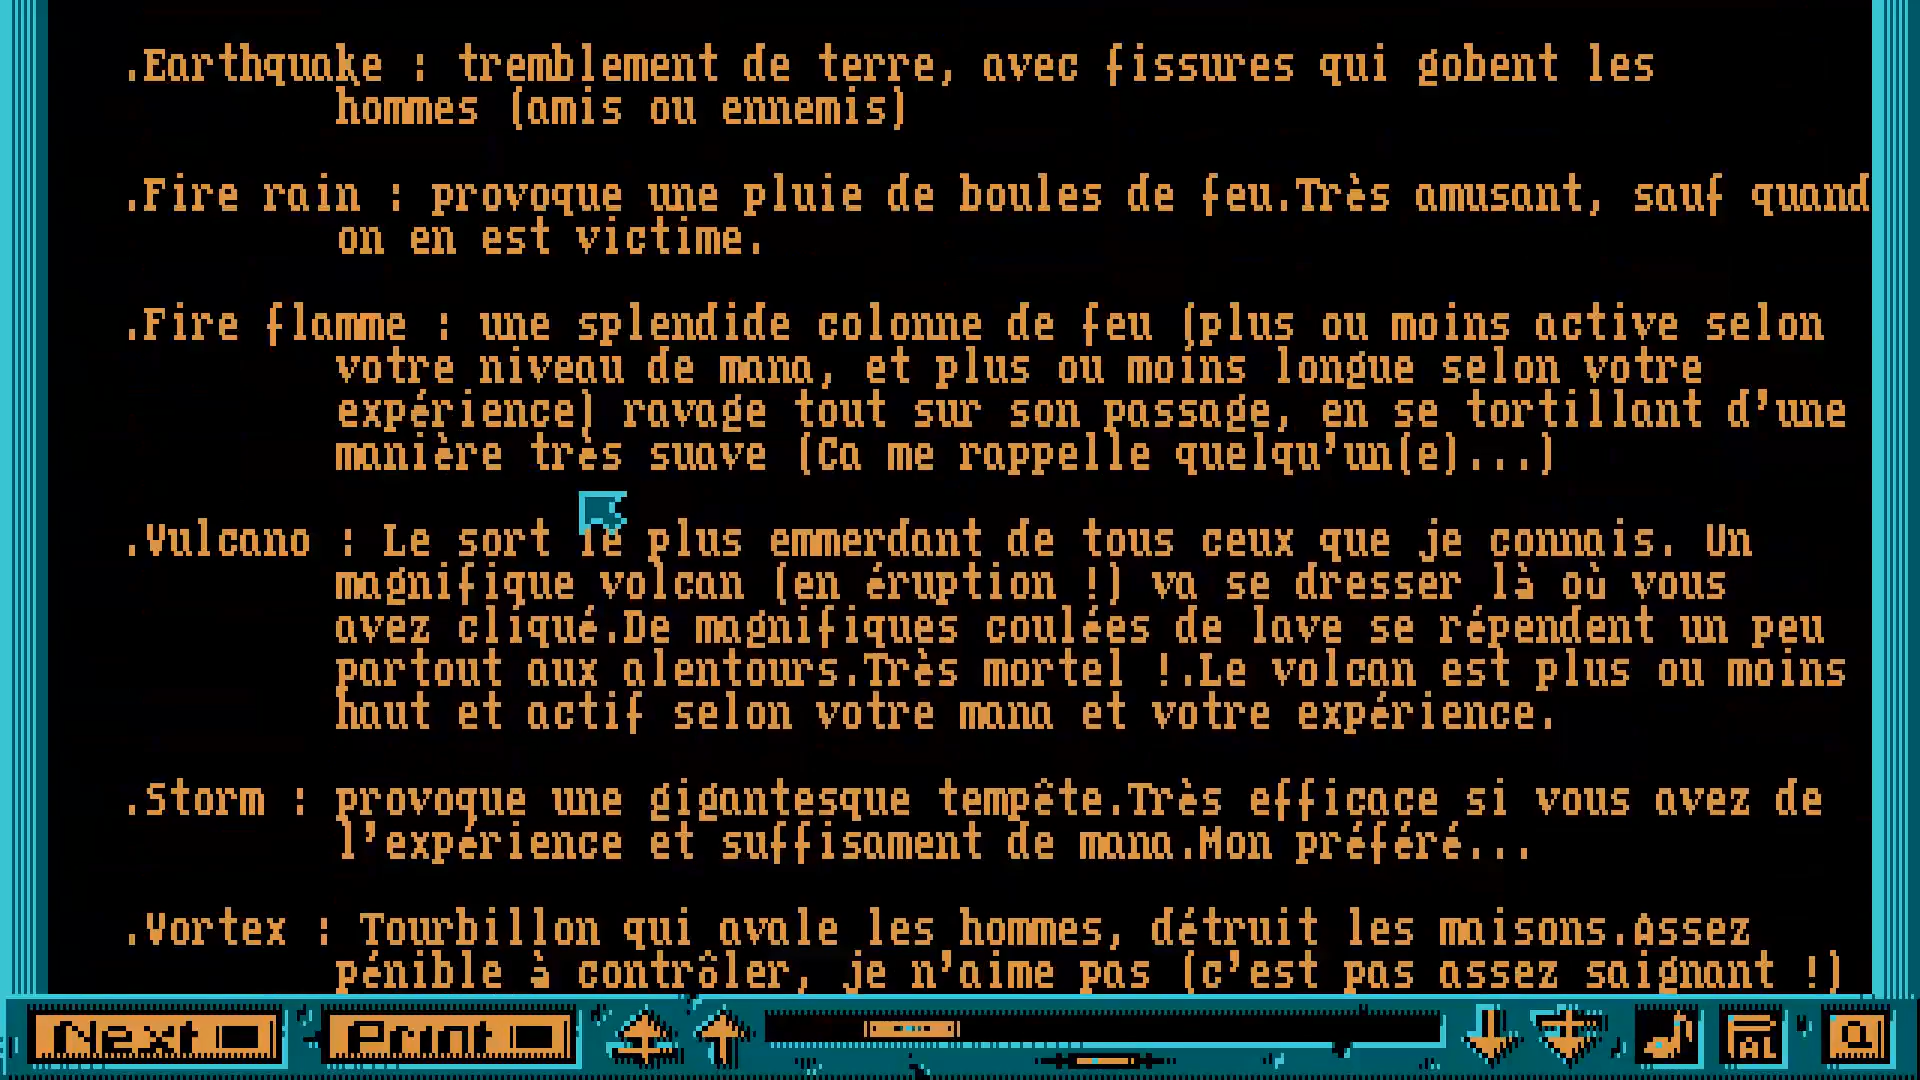 .Earthquake : tremblement de terre, avec fissures qui gobent les
hommes (amis ou ennemis)
.Fire rain : provoque une pluie de boules de feu.Très amusant, sauf quand
on en est victime.
.Fire flamme : une splendide colonne de feu (plus ou moins active selon
votre niveau de mana, et plus ou moins longue selon votre
expérience) ravage tout sur son passage, en se tortillant d'une
manière très suave (Ca me rappelle quelqu'un(e)...)
.Vulcano : Le sort le plus emmerdant de tous ceux que je connais. Un
magnifique volcan (en éruption !) va se dresser là où vous
avez cliqué.De magnifiques coulées de lave se répendent un peu
partout aux alentours.Très mortel !.Le volcan est plus ou moins
haut et actif selon votre mana et votre expérience.
.Storm : provoque une gigantesque tempête.Très efficace si vous avez de
l'expérience et suffisament de mana.Mon préféré...
.Vortex : Tourbillon qui avale les hommes, détruit les maisons.Assez
pénible à contrôler, je n'aime pas (c'est pas assez saignant !)
Next Print PAL Q